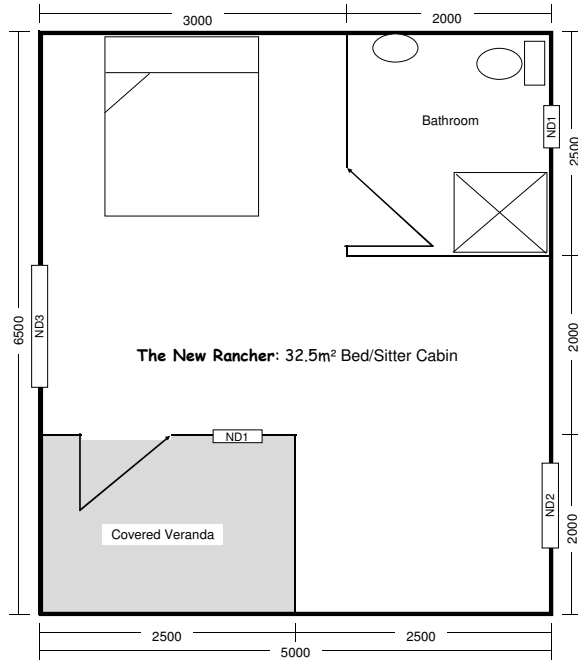 3000
2000
Bathroom
ND1
2500
6500
ND3
2000
The New Rancher: 32.5m² Bed/Sitter Cabin
ND1
ND2
Covered Veranda
2000
2500
2500
5000